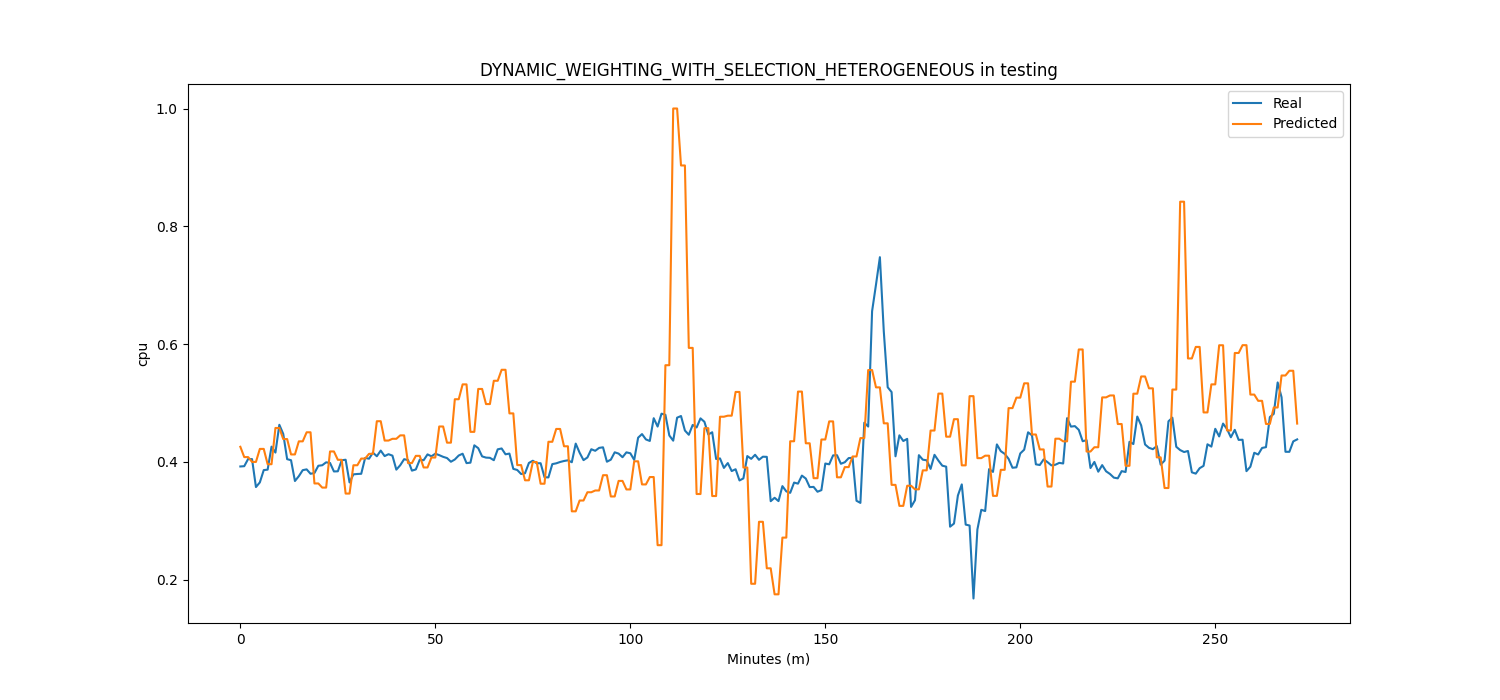 DYNAMIC_WEIGHTING_WITH_SELECTION_HETEROGENEOUS in testing
Real
Predicted
1.0
0.8
0.6
0.4
0.2
cpu
0 50 100 150 200 250
Minutes (m)